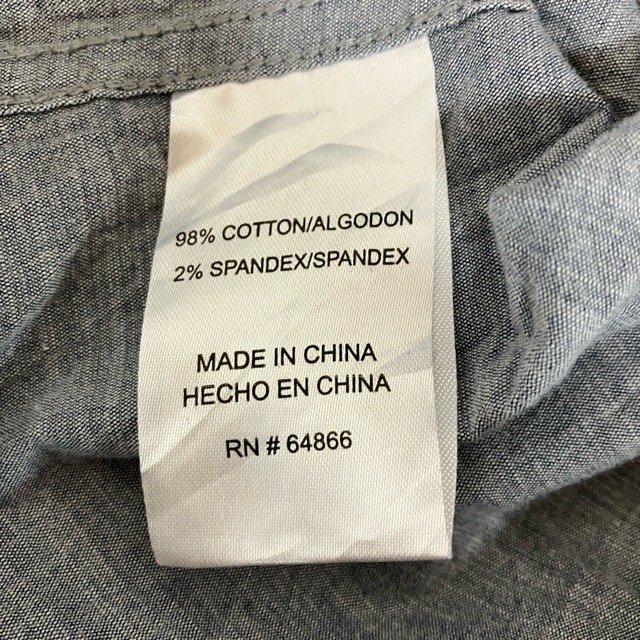 98% COTTON/ALGODON
2% SPANDEX/SPANDEX
MADE IN CHINA
HECHO EN CHINA
RN # 64866